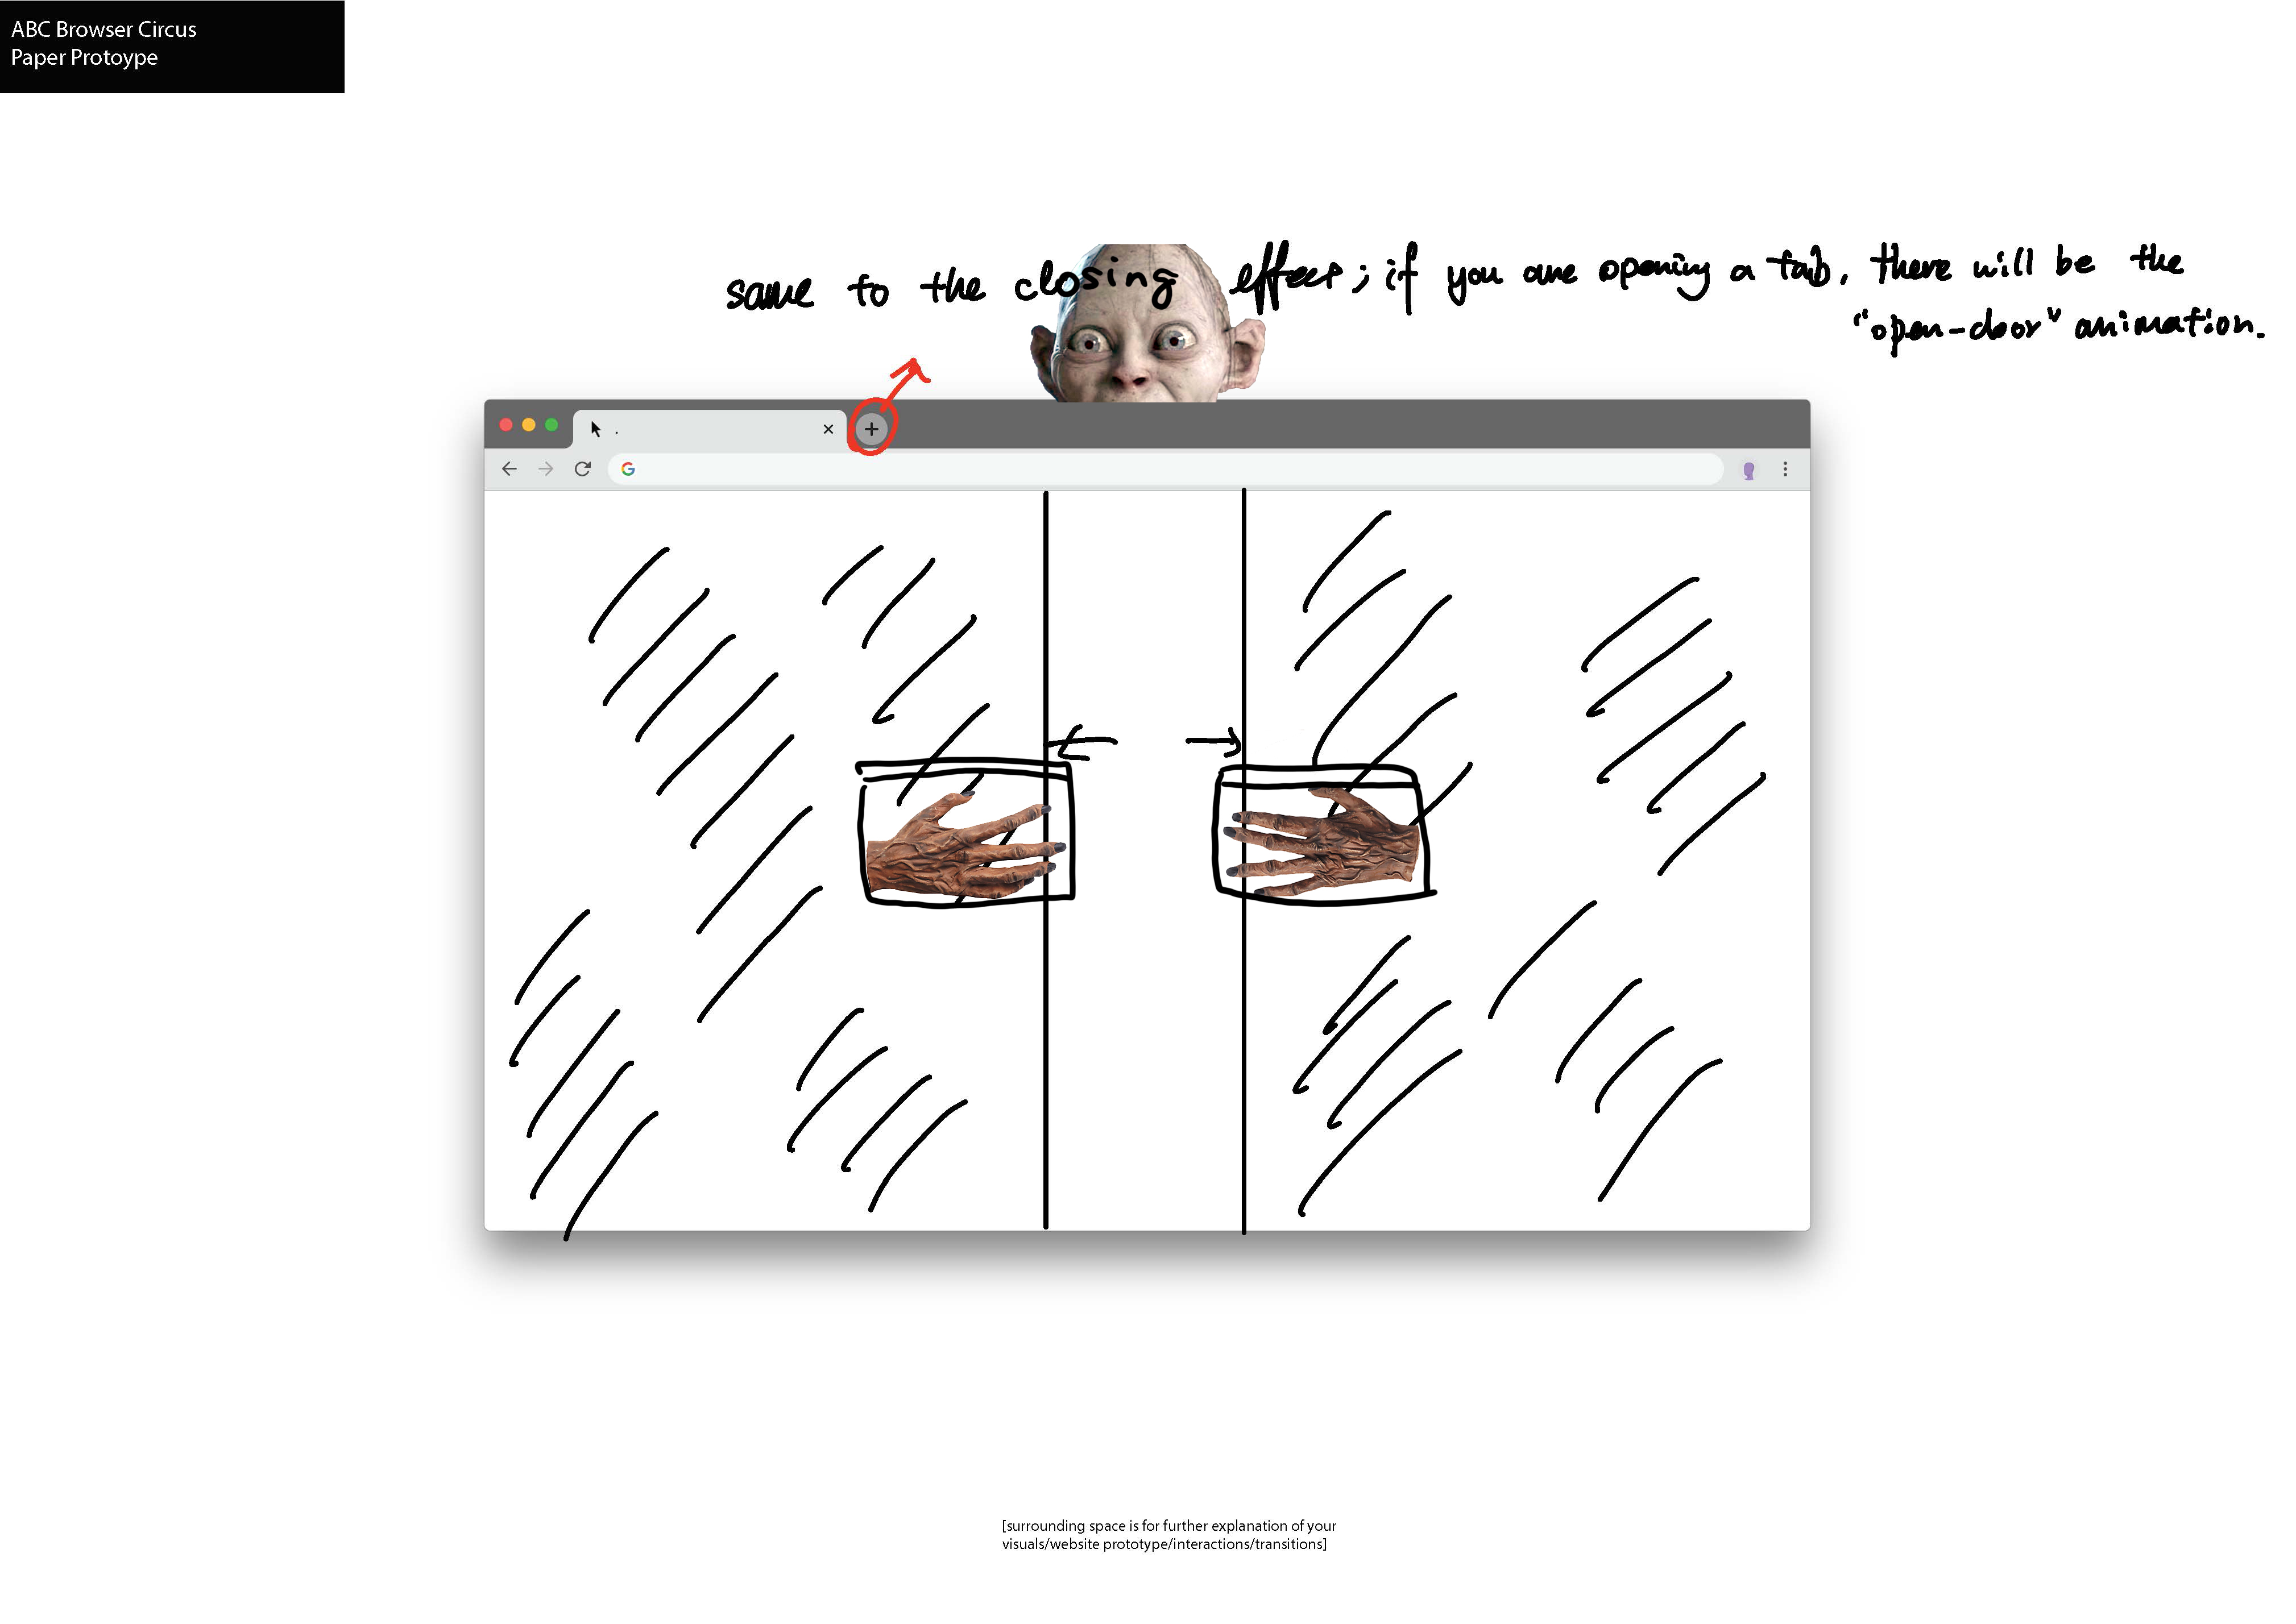 ABC Browser Circus
Paper Protoype
same to the closing effect; if you are opening a tab, there will be the
"open-door" animation.
[surrounding space is for further explanation of your
visuals/website prototype/interactions/transitions]